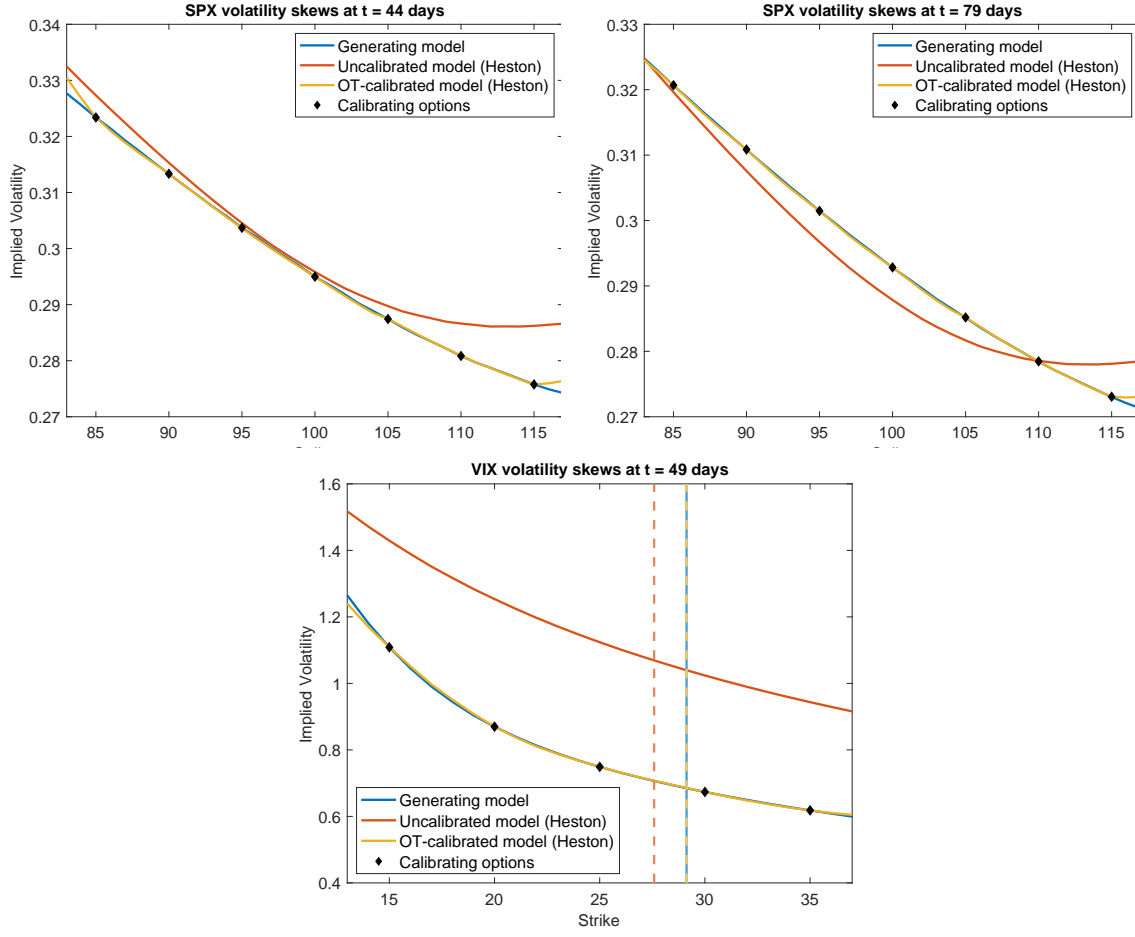 SPX volatility skews at t = 44 days
Implied Volatility
0.34
0.33
0.32
0.31
0.3
0.29
0.28
0.27
85 90 95 100 105 110 115
Generating model
Uncalibrated model (Heston)
OT-calibrated model (Heston)
Calibrating options
SPX volatility skews at t = 79 days
Implied Volatility
0.33
0.32
0.31
0.3
0.29
0.28
0.27
85 90 95 100 105 110 115
Generating model
Uncalibrated model (Heston)
OT-calibrated model (Heston)
Calibrating options
VIX volatility skews at t = 49 days
Implied Volatility
1.6
1.4
1.2
1
0.8
0.6
0.4
15 20 25 30 35
Strike
Generating model
Uncalibrated model (Heston)
OT-calibrated model (Heston)
Calibrating options